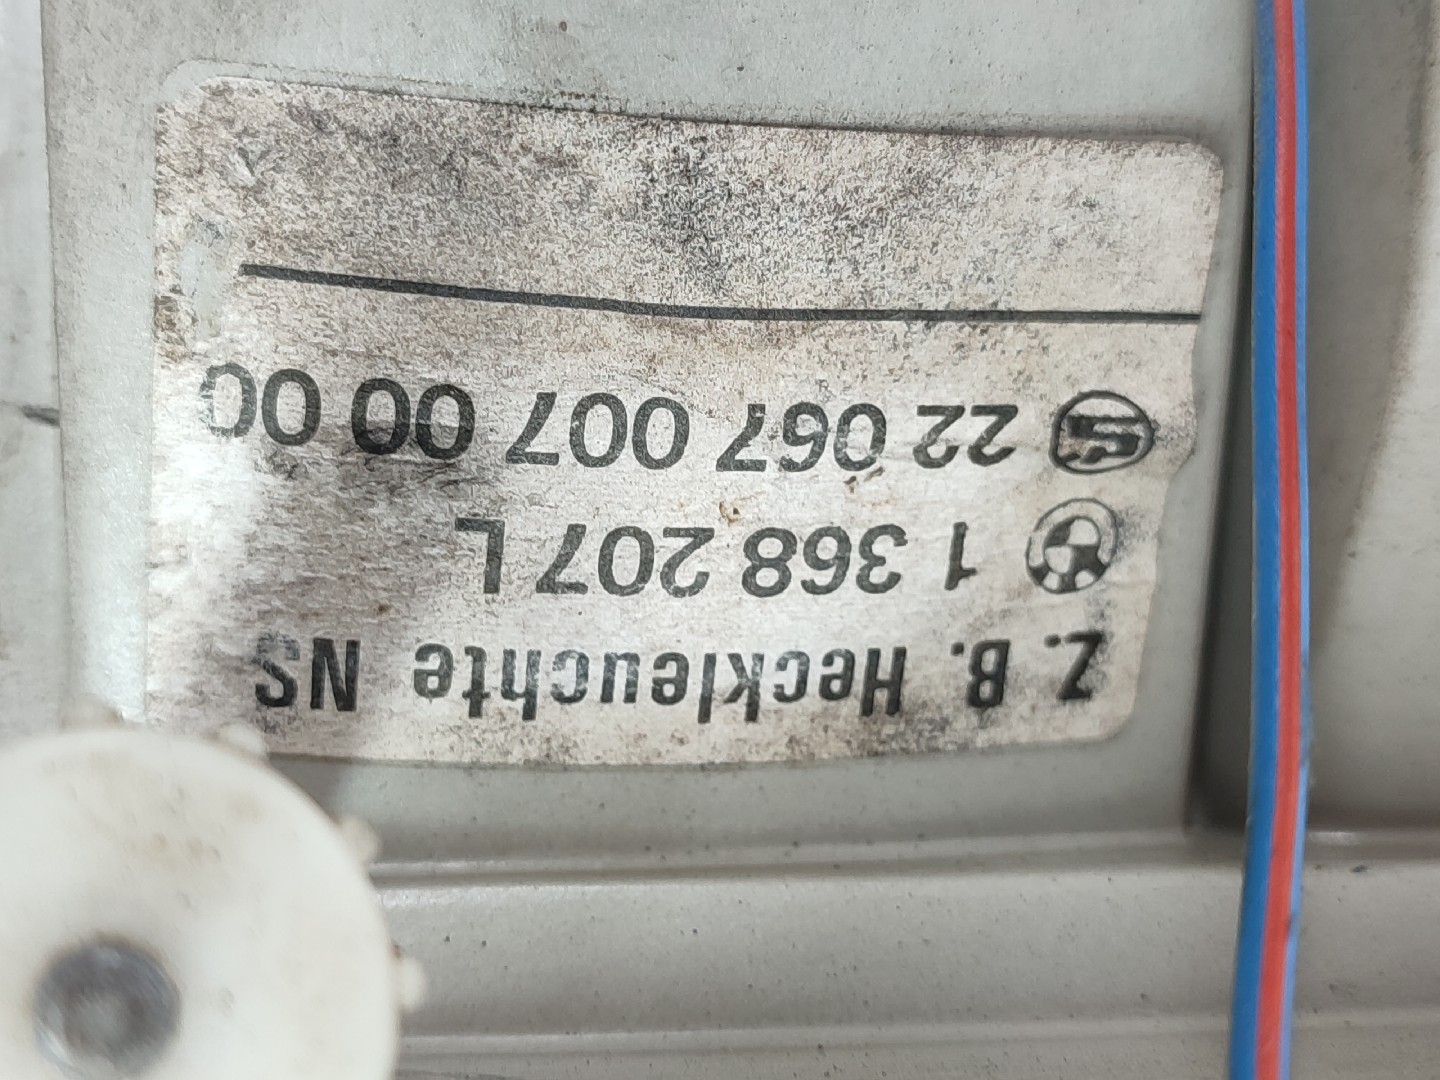 Z. B. Heckleuchte NS
1 368 207 L
22 067 007 00 00